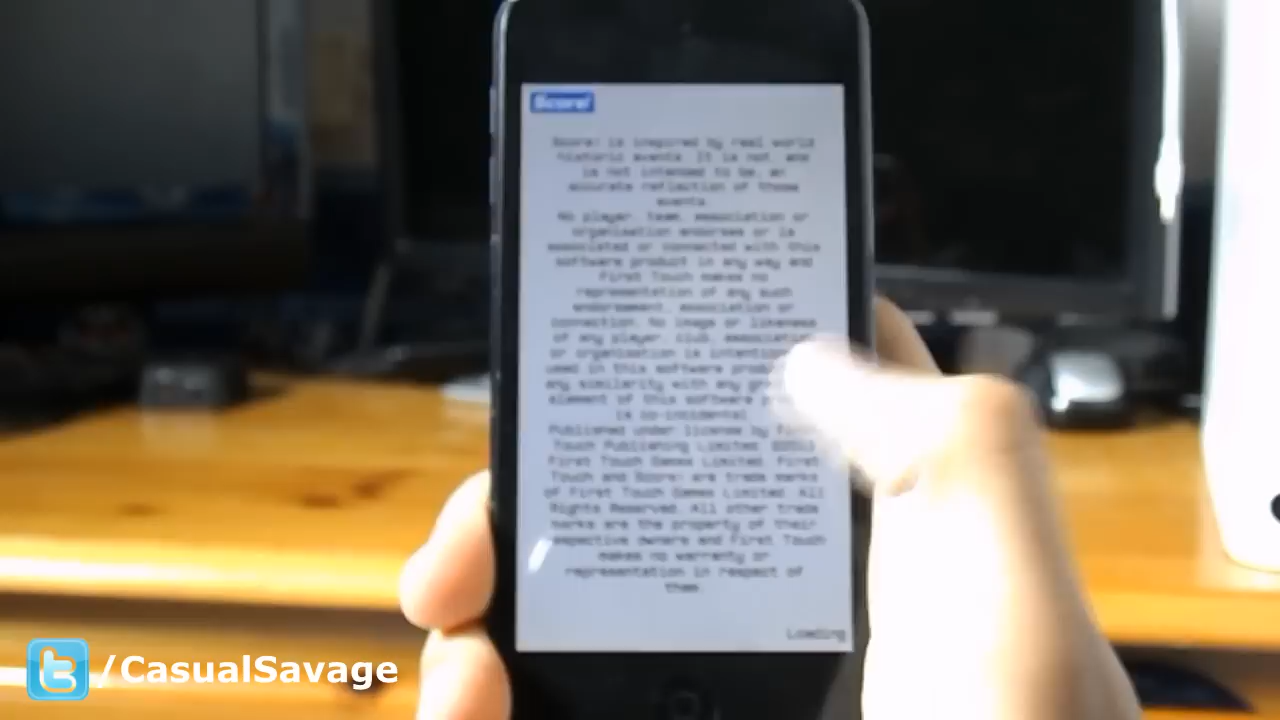 Score!
Score! is inspired by real world
historic events. It is not, and
is not intended to be, an
accurate reflection of those
events.
No player, team, association or
organisation endorses or is
associated or connected with this
software product in any way and
First Touch makes no
representation of any such
endorsement, association or
connection. No image or likeness
of any player, club, association
or organisation is
used in this software
any similarity with any
element of this software
is co-incidental.
Published under license by
Touch Publishing Limited.
First Touch Games Limited. First
Touch and Score! are trade marks
of First Touch Games Limited. All
Rights Reserved. All other trade
marks are the property of their
respective owners and First Touch
makes no warranty or
representation in respect of
them.
Loading
/CasualSavage